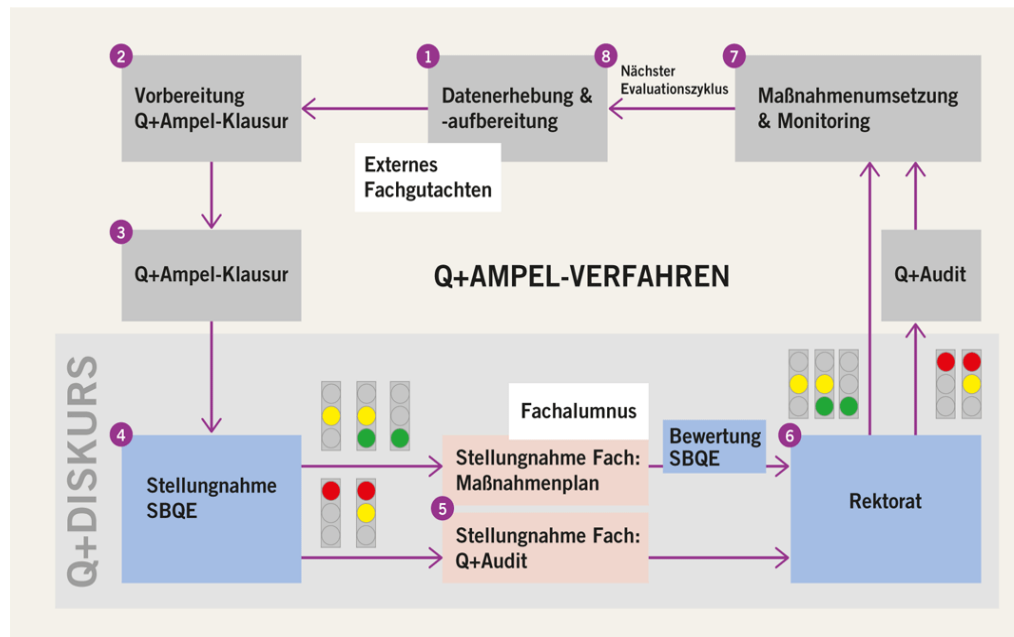 2
Vorbereitung
Q+Ampel-Klausur
1
Datenerhebung &
-aufbereitung
Externes
Fachgutachten
8
Nächster
Evaluationszyklus
7
Maßnahmenumsetzung
& Monitoring
3
Q+Ampel-Klausur
Q+AMPEL-VERFAHREN
Q+Audit
Q+DISKURS
4
Stellungnahme
SBQE
Fachalumnus
Stellungnahme Fach:
Maßnahmenplan
5
Stellungnahme Fach:
Q+Audit
Bewertung
SBQE
6
Rektorat